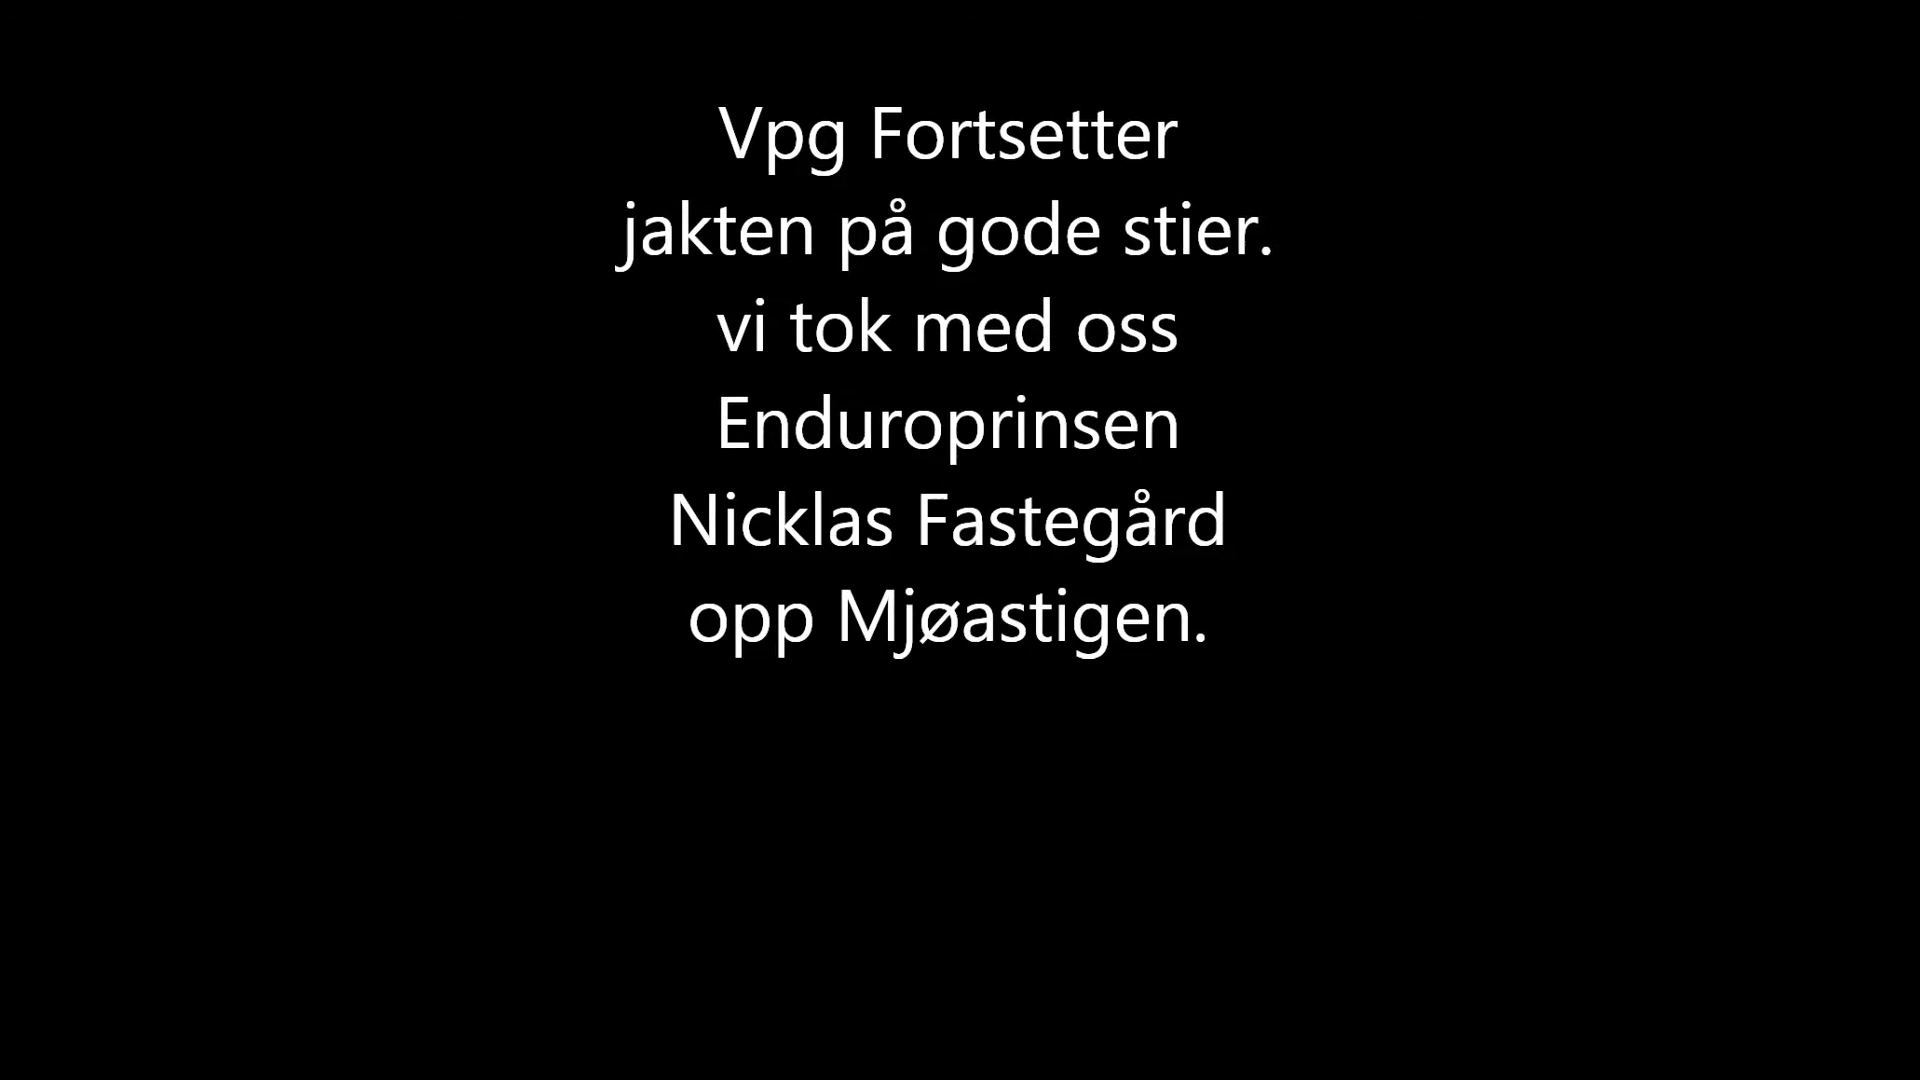 Vpg Fortsetter
jakten på gode stier.
vi tok med oss
Enduroprinsen
Nicklas Fastegård
opp Mjøastigen.